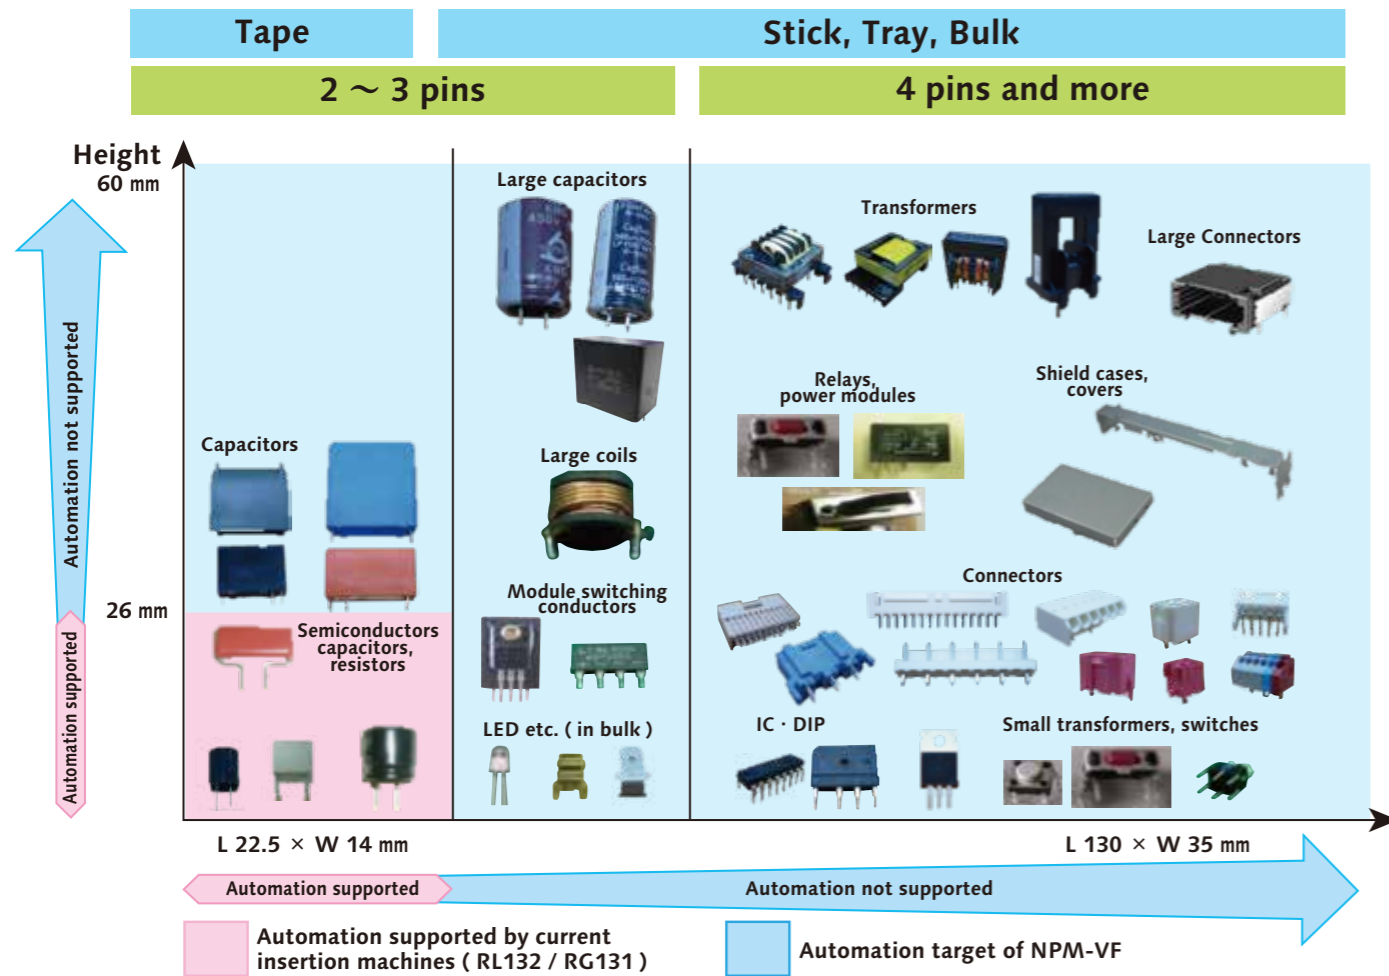 Tape
Stick, Tray, Bulk
2 ～ 3 pins
4 pins and more
Height
60 mm
26 mm
Automation not supported
Automation supported
Capacitors
Semiconductors
capacitors,
resistors
Large capacitors
Large coils
Module switching
conductors
LED etc. ( in bulk )
Transformers
Large Connectors
Relays,
power modules
Shield cases,
covers
Connectors
IC · DIP
Small transformers, switches
L 22.5 × W 14 mm
L 130 × W 35 mm
Automation supported
Automation not supported
Automation supported by current
insertion machines ( RL132 / RG131 )
Automation target of NPM-VF